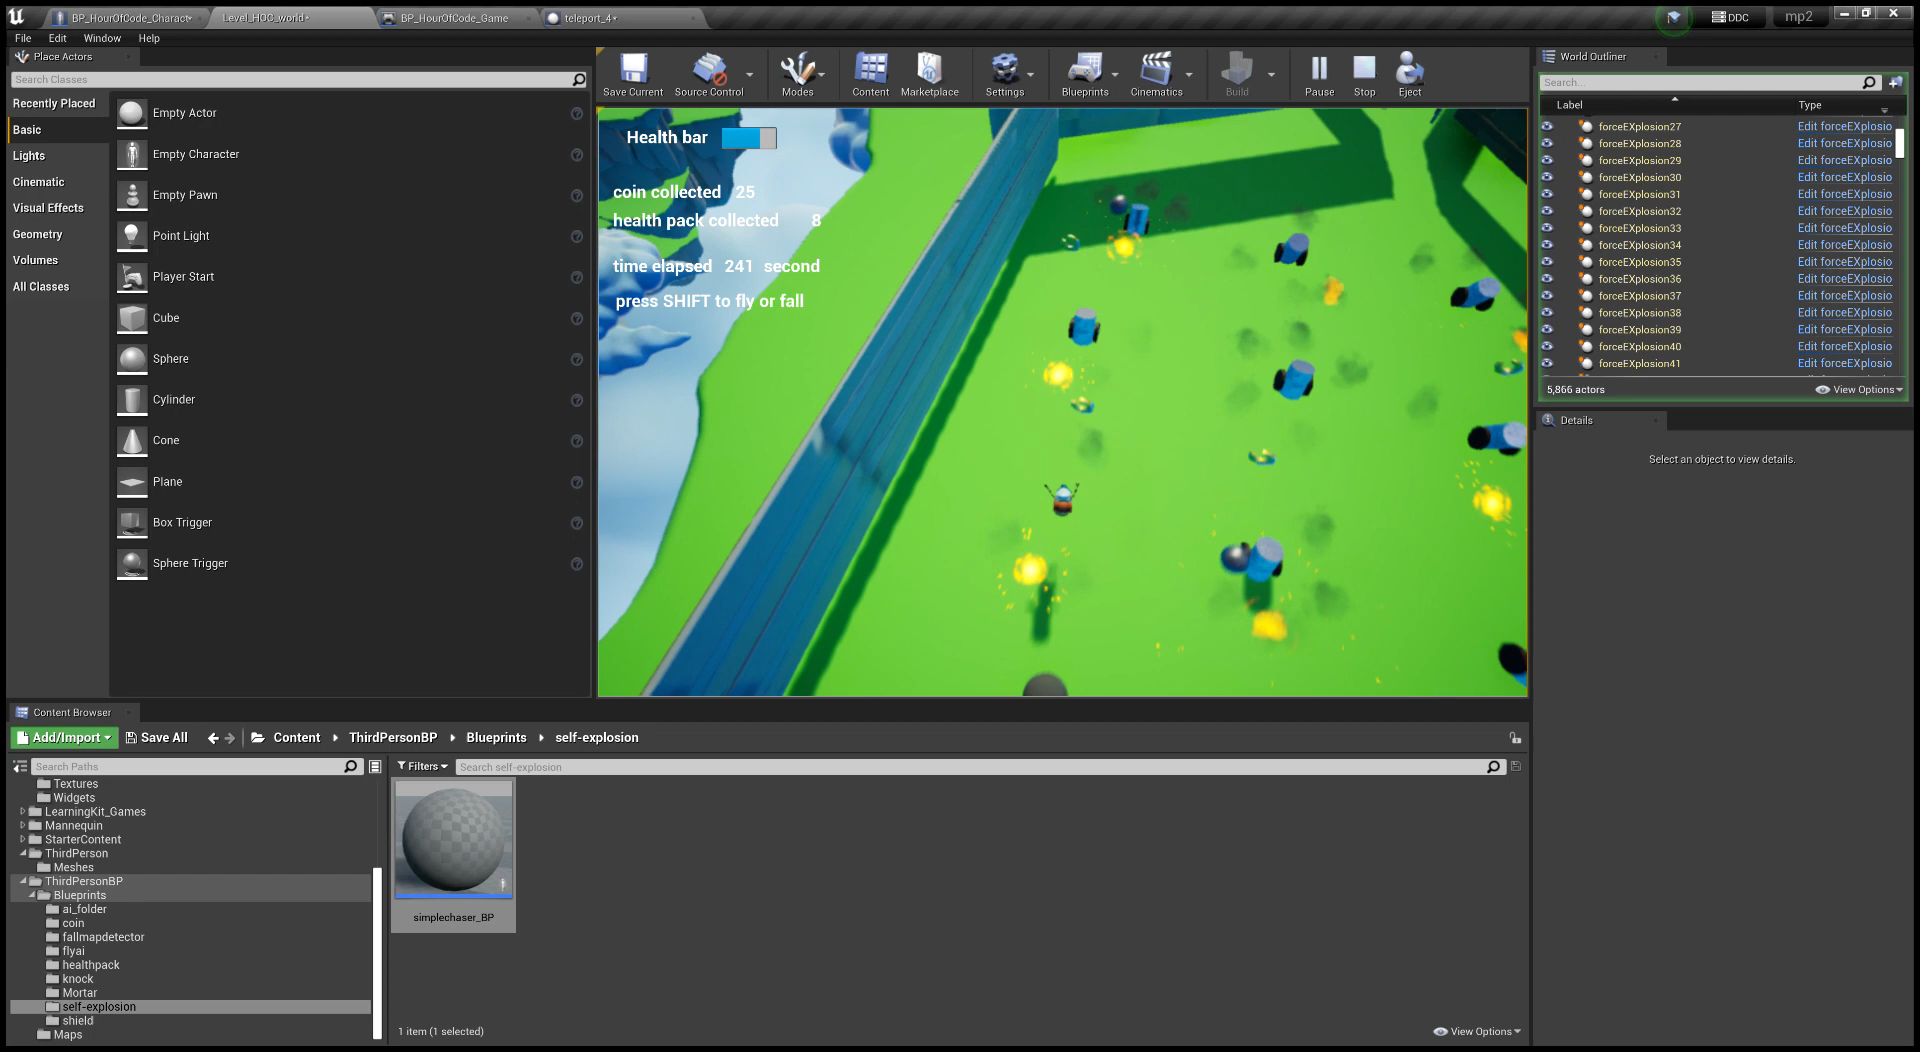 BP_HourOfCode_Charact
Level_HOC_world*
BP_HourOfCode_Game
teleport_4*
DDC
mp2
File Edit Window Help
Place Actors
Search Classes
Recently Placed
Basic
Lights
Cinematic
Visual Effects
Geometry
Volumes
All Classes
Empty Actor
Empty Character
Empty Pawn
Point Light
Player Start
Cube
Sphere
Cylinder
Cone
Plane
Box Trigger
Sphere Trigger
Save Current
Source Control
Modes
Content
Marketplace
Settings
Blueprints
Cinematics
Build
Pause
Stop
Eject
Health bar
coin collected 25
health pack collected 8
time elapsed 241 second
press SHIFT to fly or fall
World Outliner
Search...
Label Type
forceEXplosion27 Edit forceEXplosio
forceEXplosion28 Edit forceEXplosio
forceEXplosion29 Edit forceEXplosio
forceEXplosion30 Edit forceEXplosio
forceEXplosion31 Edit forceEXplosio
forceEXplosion32 Edit forceEXplosio
forceEXplosion33 Edit forceEXplosio
forceEXplosion34 Edit forceEXplosio
forceEXplosion35 Edit forceEXplosio
forceEXplosion36 Edit forceEXplosio
forceEXplosion37 Edit forceEXplosio
forceEXplosion38 Edit forceEXplosio
forceEXplosion39 Edit forceEXplosio
forceEXplosion40 Edit forceEXplosio
forceEXplosion41 Edit forceEXplosio
5,866 actors
View Options
Details
Select an object to view details.
Content Browser
Add/Import Save All Content ThirdPersonBP Blueprints self-explosion
Search Paths
Filters
Search self-explosion
Textures
Widgets
LearningKit_Games
Mannequin
StarterContent
ThirdPerson
Meshes
ThirdPersonBP
Blueprints
ai_folder
coin
fallmapdetector
flyai
healthpack
knock
Mortar
self-explosion
shield
Maps
simplechaser_BP
1 item (1 selected)
View Options